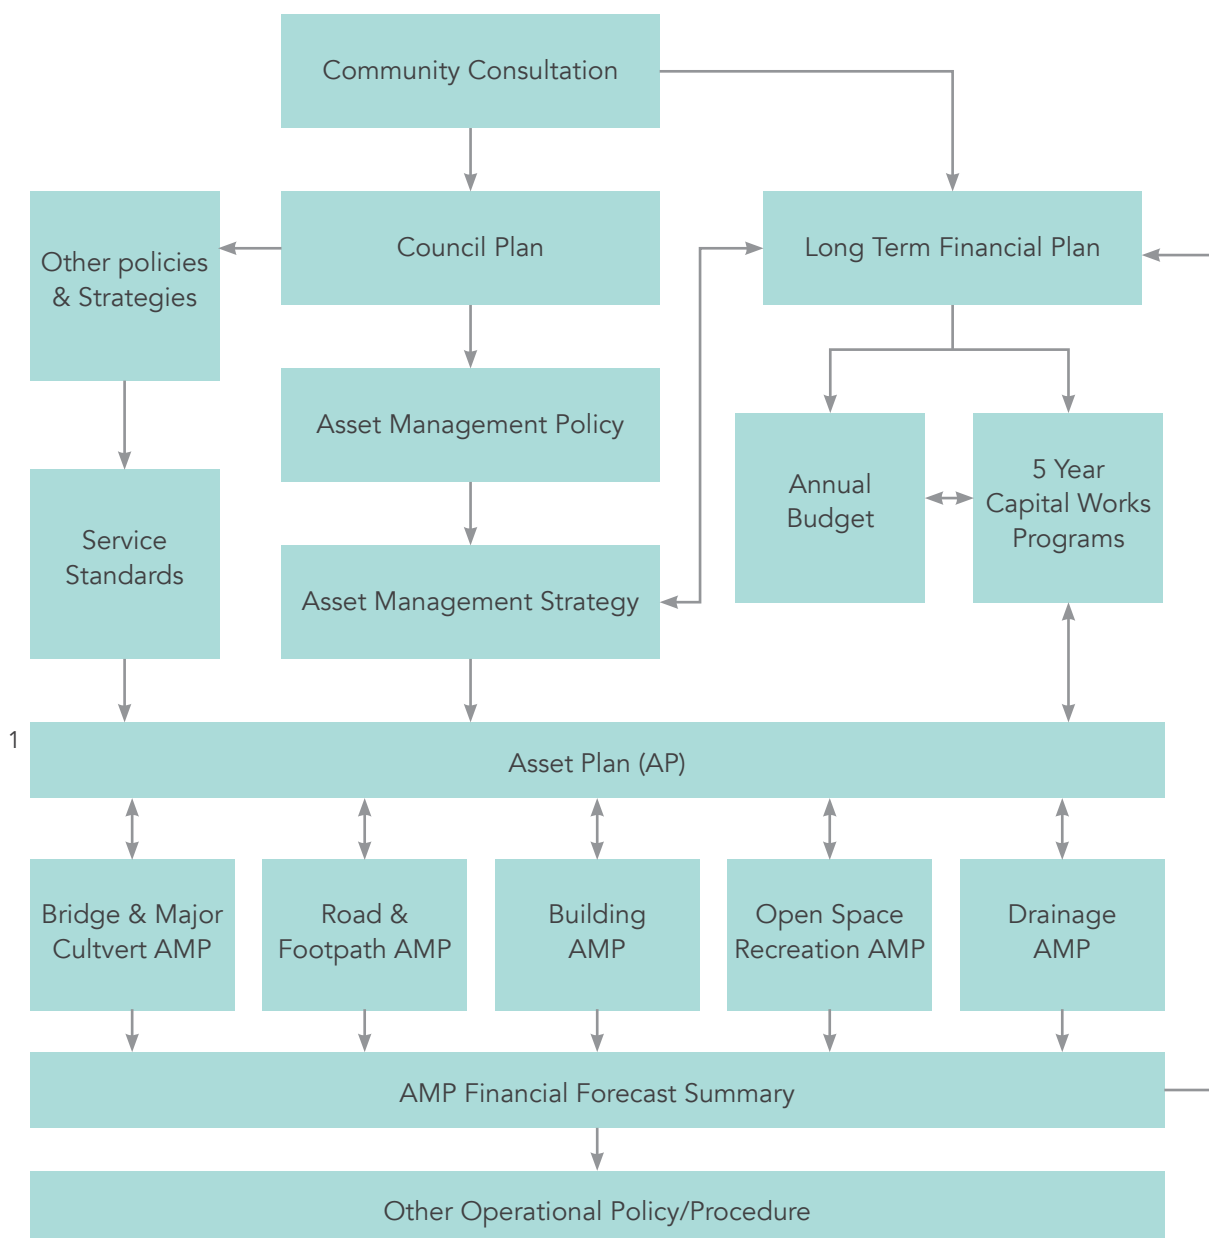 Community Consultation
Other policies
& Strategies
Council Plan
Long Term Financial Plan
Asset Management Policy
Annual
Budget
5 Year
Capital Works
Programs
Service
Standards
Asset Management Strategy
1
Asset Plan (AP)
Bridge & Major
Cultvert AMP
Road &
Footpath AMP
Building
AMP
Open Space
Recreation AMP
Drainage
AMP
AMP Financial Forecast Summary
Other Operational Policy/Procedure